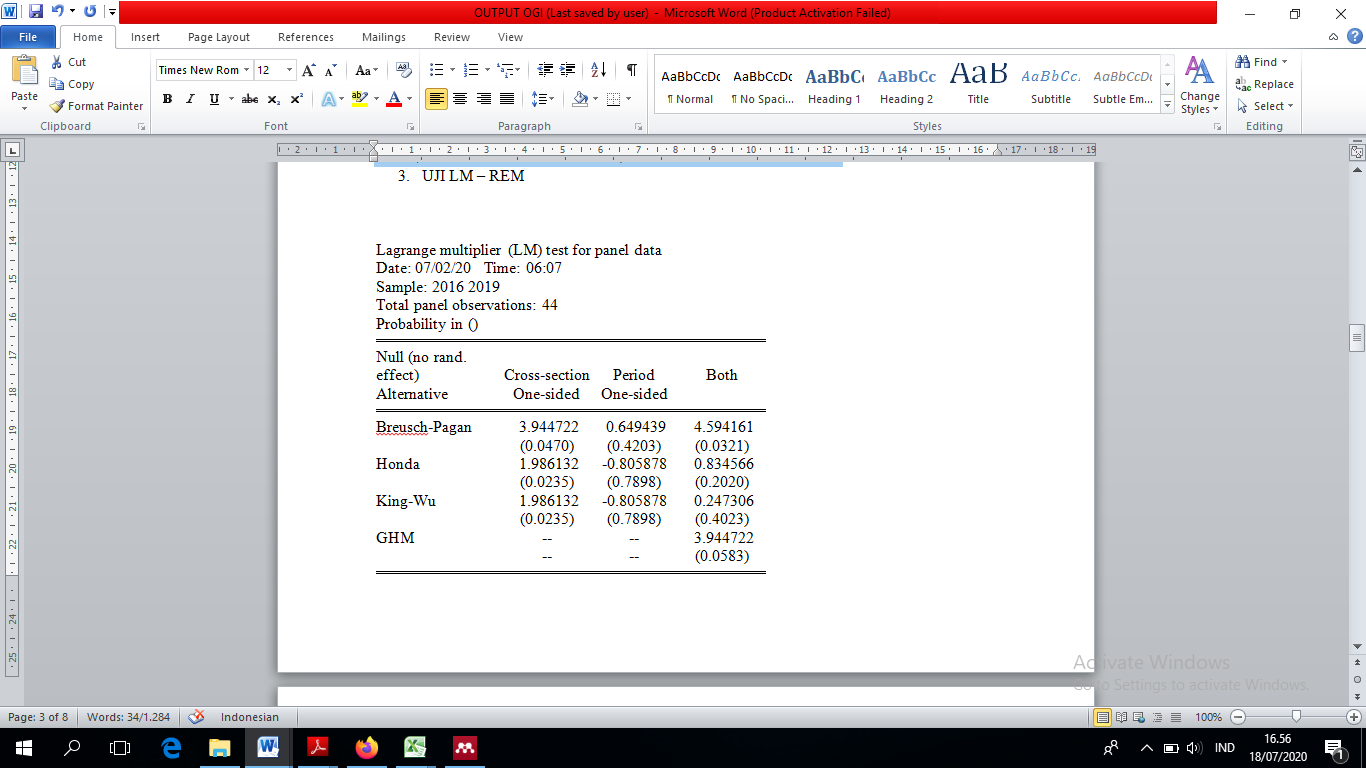 OUTPUT OGI (Last saved by user) - Microsoft Word (Product Activation Failed)
File Home Insert Page Layout References Mailings Review View
Paste
Cut
Copy
Format Painter
Clipboard
Times New Rom 12
Font
Paragraph
AaBbCcDc AaBbCcDc AaBbC AaBbCc AaB AaBbCc. AaBbCcDc
¶ Normal ¶ No Spaci... Heading 1 Heading 2 Title Subtitle Subtle Em...
Change Styles
Styles
Find
Replace
Select
Editing
3. UJI LM – REM
Lagrange multiplier (LM) test for panel data
Date: 07/02/20 Time: 06:07
Sample: 2016 2019
Total panel observations: 44
Probability in ()
Null (no rand.
effect) Cross-section Period Both
Alternative One-sided One-sided
Breusch-Pagan 3.944722 0.649439 4.594161
(0.0470) (0.4203) (0.0321)
Honda 1.986132 -0.805878 0.834566
(0.0235) (0.7898) (0.2020)
King-Wu 1.986132 -0.805878 0.247306
(0.0235) (0.7898) (0.4023)
GHM -- -- 3.944722
-- -- (0.0583)
Activate Windows
Go to Settings to activate Windows.
Page: 3 of 8 Words: 34/1.284 Indonesian 100%
IND
16.56
18/07/2020